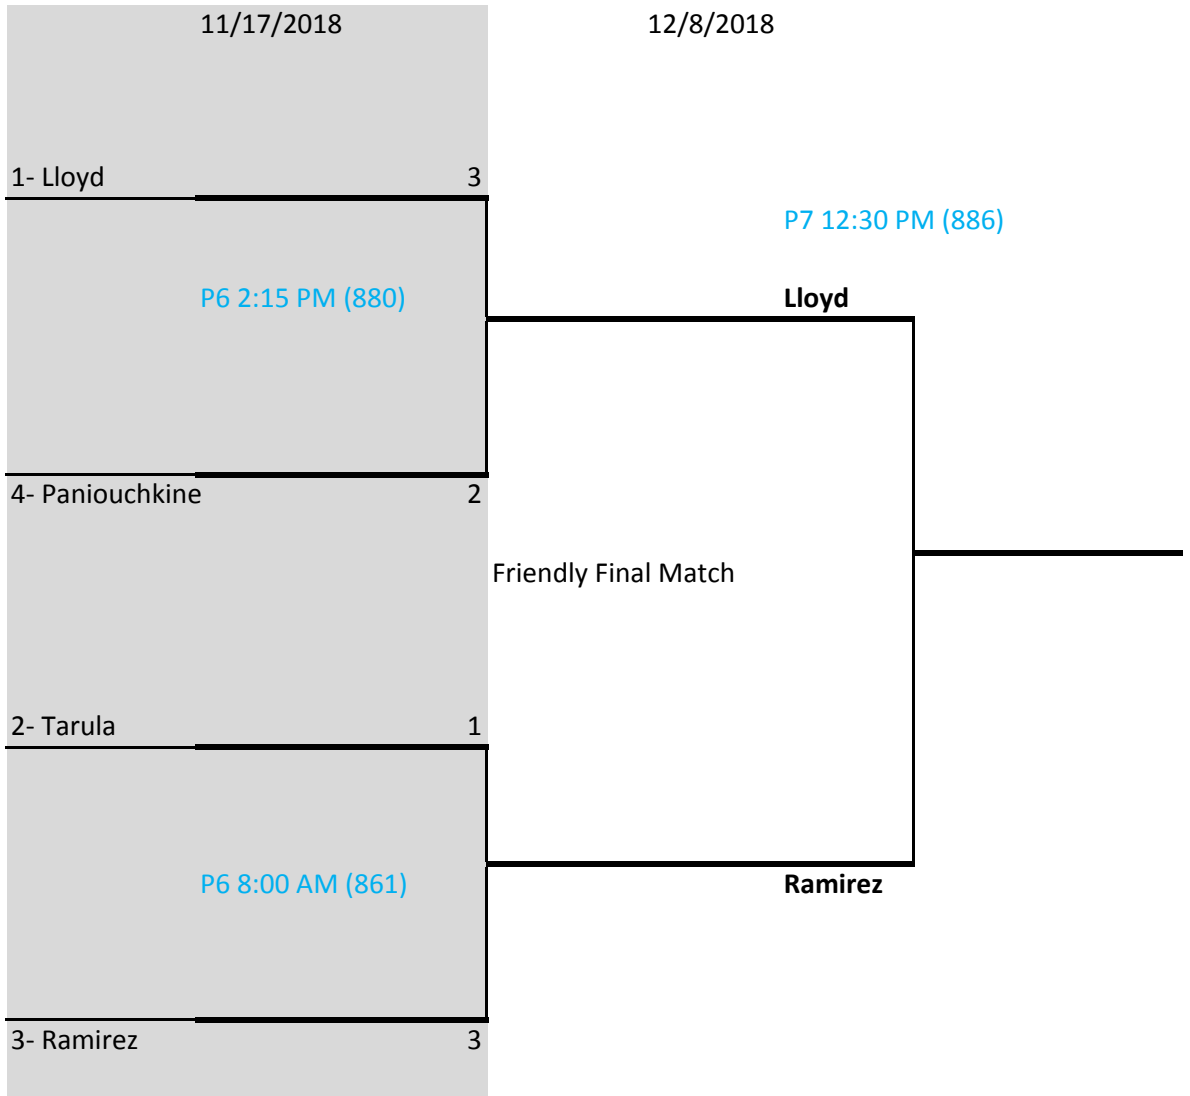 11/17/2018 12/8/2018
1- Lloyd 3
P7 12:30 PM (886)
P6 2:15 PM (880) Lloyd
4- Paniouchkine 2
Friendly Final Match
2- Tarula 1
P6 8:00 AM (861) Ramirez
3- Ramirez 3